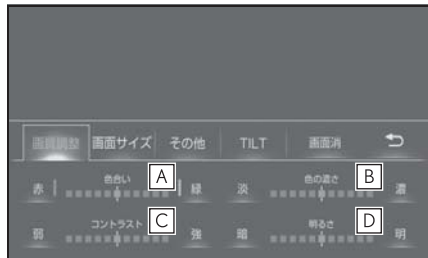 画質調整 画面サイズ その他 TILT 画面消
色合い A 色の濃さ B
赤 緑 淡 濃
コントラスト C 明るさ D
弱 強 暗 明